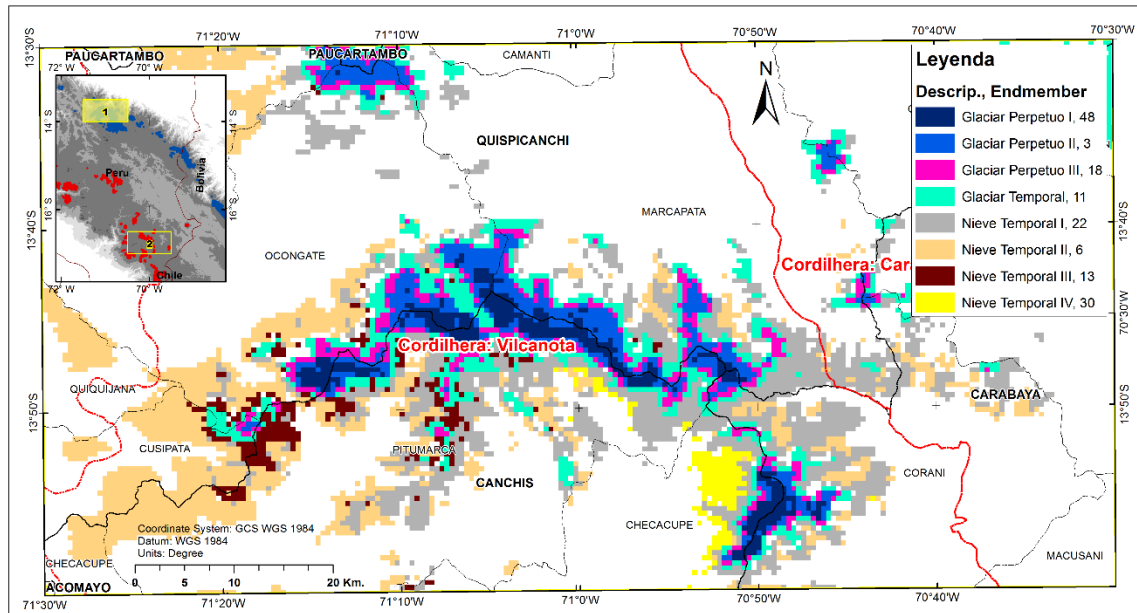 71°20'W
71°10'W
71°0'W
70°50'W
70°40'W
70°30'W
13°30'S
PAUCARTAMBO
72° W
70° W
1
14° S
14° S
Peru
Bolivia
16° S
16° S
2
Chile
72° W
70° W
PAUCARTAMBO
CAMANTI
QUISPICANCHI
N
Leyenda
Descrip., Endmember
Glaciar Perpetuo I, 48
Glaciar Perpetuo II, 3
Glaciar Perpetuo III, 18
Glaciar Temporal, 11
Nieve Temporal I, 22
Nieve Temporal II, 6
Nieve Temporal III, 13
Nieve Temporal IV, 30
13°40'S
MARCAPATA
OCONGATE
Cordilhera: Car
70°30'W
Cordilhera: Vilcanota
QUIQUIJANA
CARABAYA
13°50'S
13°50'S
CUSIPATA
PITUMARCA
CANCHIS
CORANI
CHECACUPE
Coordinate System: GCS WGS 1984
Datum: WGS 1984
Units: Degree
CHECACUPE
0 5 10 20 Km.
ACOMAYO
MACUSANI
71°30'W
71°20'W
71°10'W
71°0'W
70°50'W
70°40'W